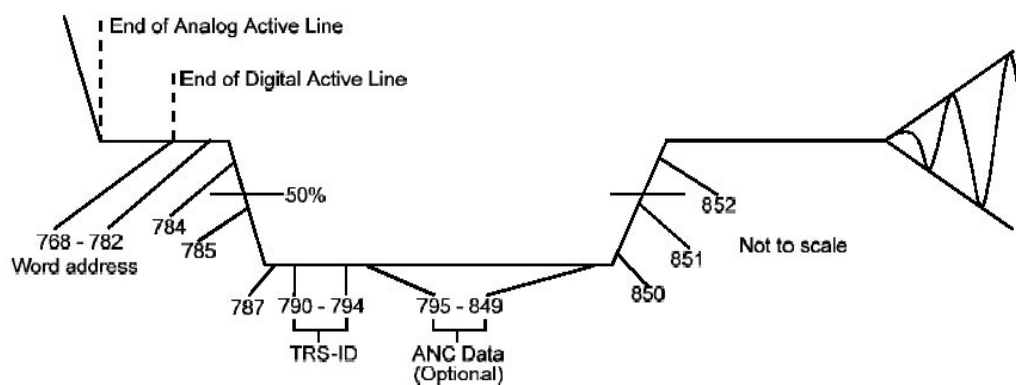 End of Analog Active Line
End of Digital Active Line
50%
768 - 782
Word address
784
785
787
790 - 794
TRS-ID
795 - 849
ANC Data
(Optional)
850
851
852
Not to scale